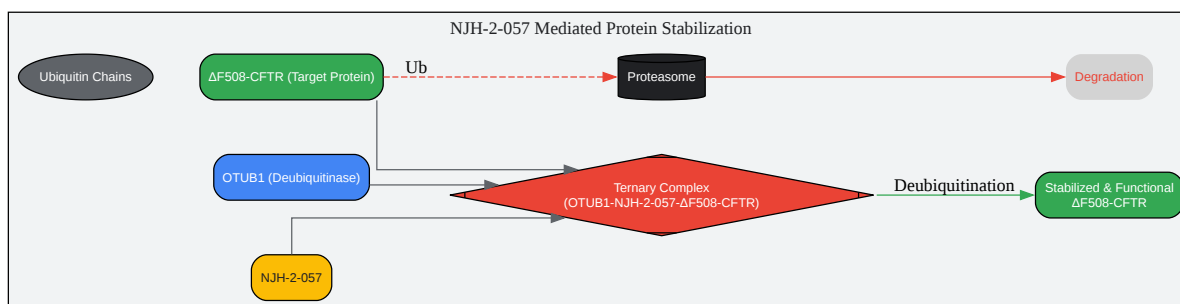 NJH-2-057 Mediated Protein Stabilization
Ubiquitin Chains
ΔF508-CFTR (Target Protein)
Ub
Proteasome
Degradation
OTUB1 (Deubiquitinase)
Ternary Complex
(OTUB1-NJH-2-057-ΔF508-CFTR)
Deubiquitination
Stabilized & Functional
ΔF508-CFTR
NJH-2-057